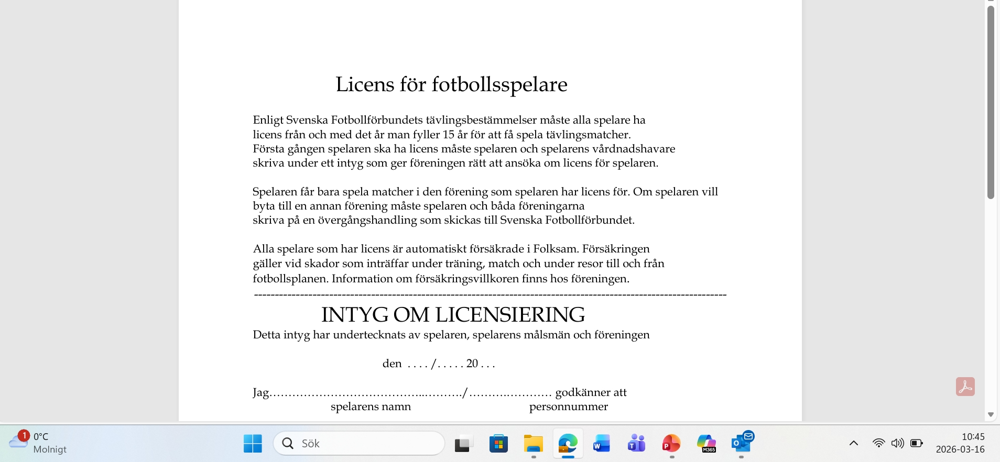 Licens för fotbollsspelare
Enligt Svenska Fotbollförbundets tävlingsbestämmelser måste alla spelare ha
licens från och med det år man fyller 15 år för att få spela tävlingsmatcher.
Första gången spelaren ska ha licens måste spelaren och spelarens vårdnadshavare
skriva under ett intyg som ger föreningen rätt att ansöka om licens för spelaren.
Spelaren får bara spela matcher i den förening som spelaren har licens för. Om spelaren vill
byta till en annan förening måste spelaren och båda föreningarna
skriva på en övergångshandling som skickas till Svenska Fotbollförbundet.
Alla spelare som har licens är automatiskt försäkrade i Folksam. Försäkringen
gäller vid skador som inträffar under träning, match och under resor till och från
fotbollsplanen. Information om försäkringsvillkoren finns hos föreningen.
--------------------------------------------------------------------------------------------------------------------
INTYG OM LICENSIERING
Detta intyg har undertecknats av spelaren, spelarens målsmän och föreningen
den . . . . / . . . . . 20 . . .
Jag…………………………………..………./……….………… godkänner att
spelarens namn personnummer
1
0°C
Molnigt
Sök
W
T
P
M365
O
10:45
2026-03-16